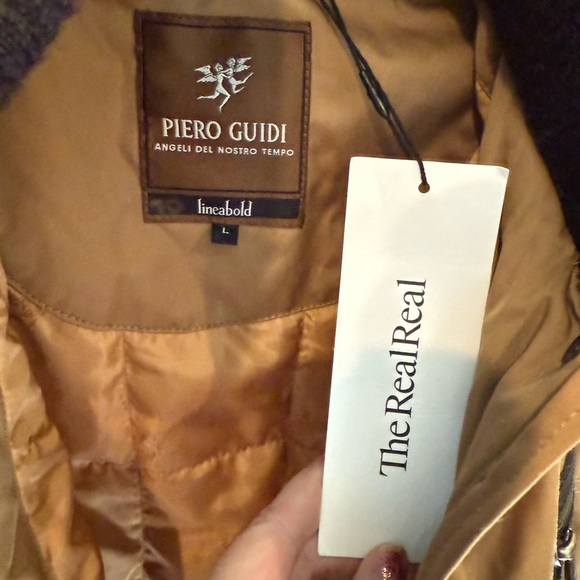 PIERO GUIDI
ANGELI DEL NOSTRO TEMPO
lineabold
L
TheRealReal